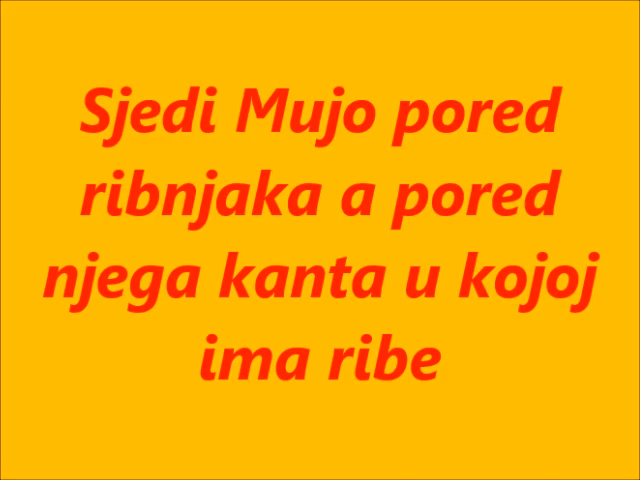 Sjedi Mujo pored
ribnjaka a pored
njega kanta u kojoj
ima ribe